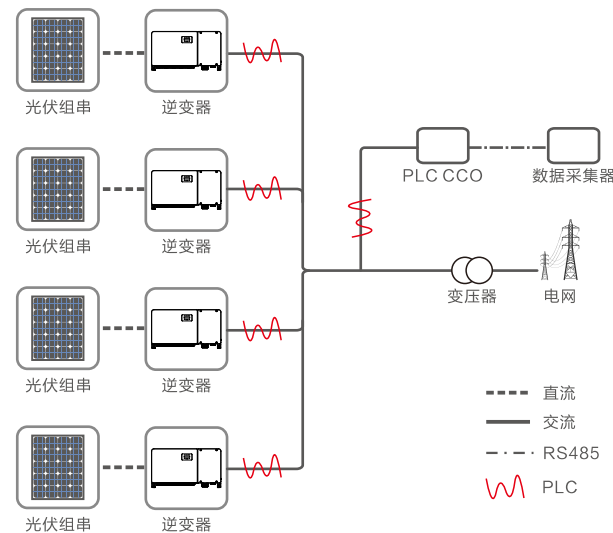 光伏组串
逆变器
PLC CCO
数据采集器
光伏组串
逆变器
变压器
电网
光伏组串
逆变器
直流
交流
RS485
PLC
光伏组串
逆变器